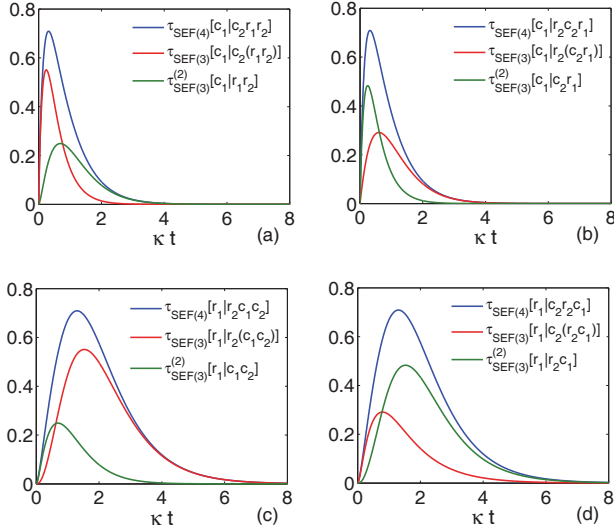 0.8
0.6
0.4
0.2
0
0 2 4 6 8
κ t
(a)
τSEF(4)[c1|c2r1r2]
τSEF(3)[c1|c2(r1r2)]
τ(2)SEF(3)[c1|r1r2]
0.8
0.6
0.4
0.2
0
0 2 4 6 8
κ t
(b)
τSEF(4)[c1|r2c2r1]
τSEF(3)[c1|r2(c2r1)]
τ(2)SEF(3)[c1|c2r1]
0.8
0.6
0.4
0.2
0
0 2 4 6 8
κ t
(c)
τSEF(4)[r1|r2c1c2]
τSEF(3)[r1|r2(c1c2)]
τ(2)SEF(3)[r1|c1c2]
0.8
0.6
0.4
0.2
0
0 2 4 6 8
κ t
(d)
τSEF(4)[r1|c2r2c1]
τSEF(3)[r1|c2(r2c1)]
τ(2)SEF(3)[r1|r2c1]